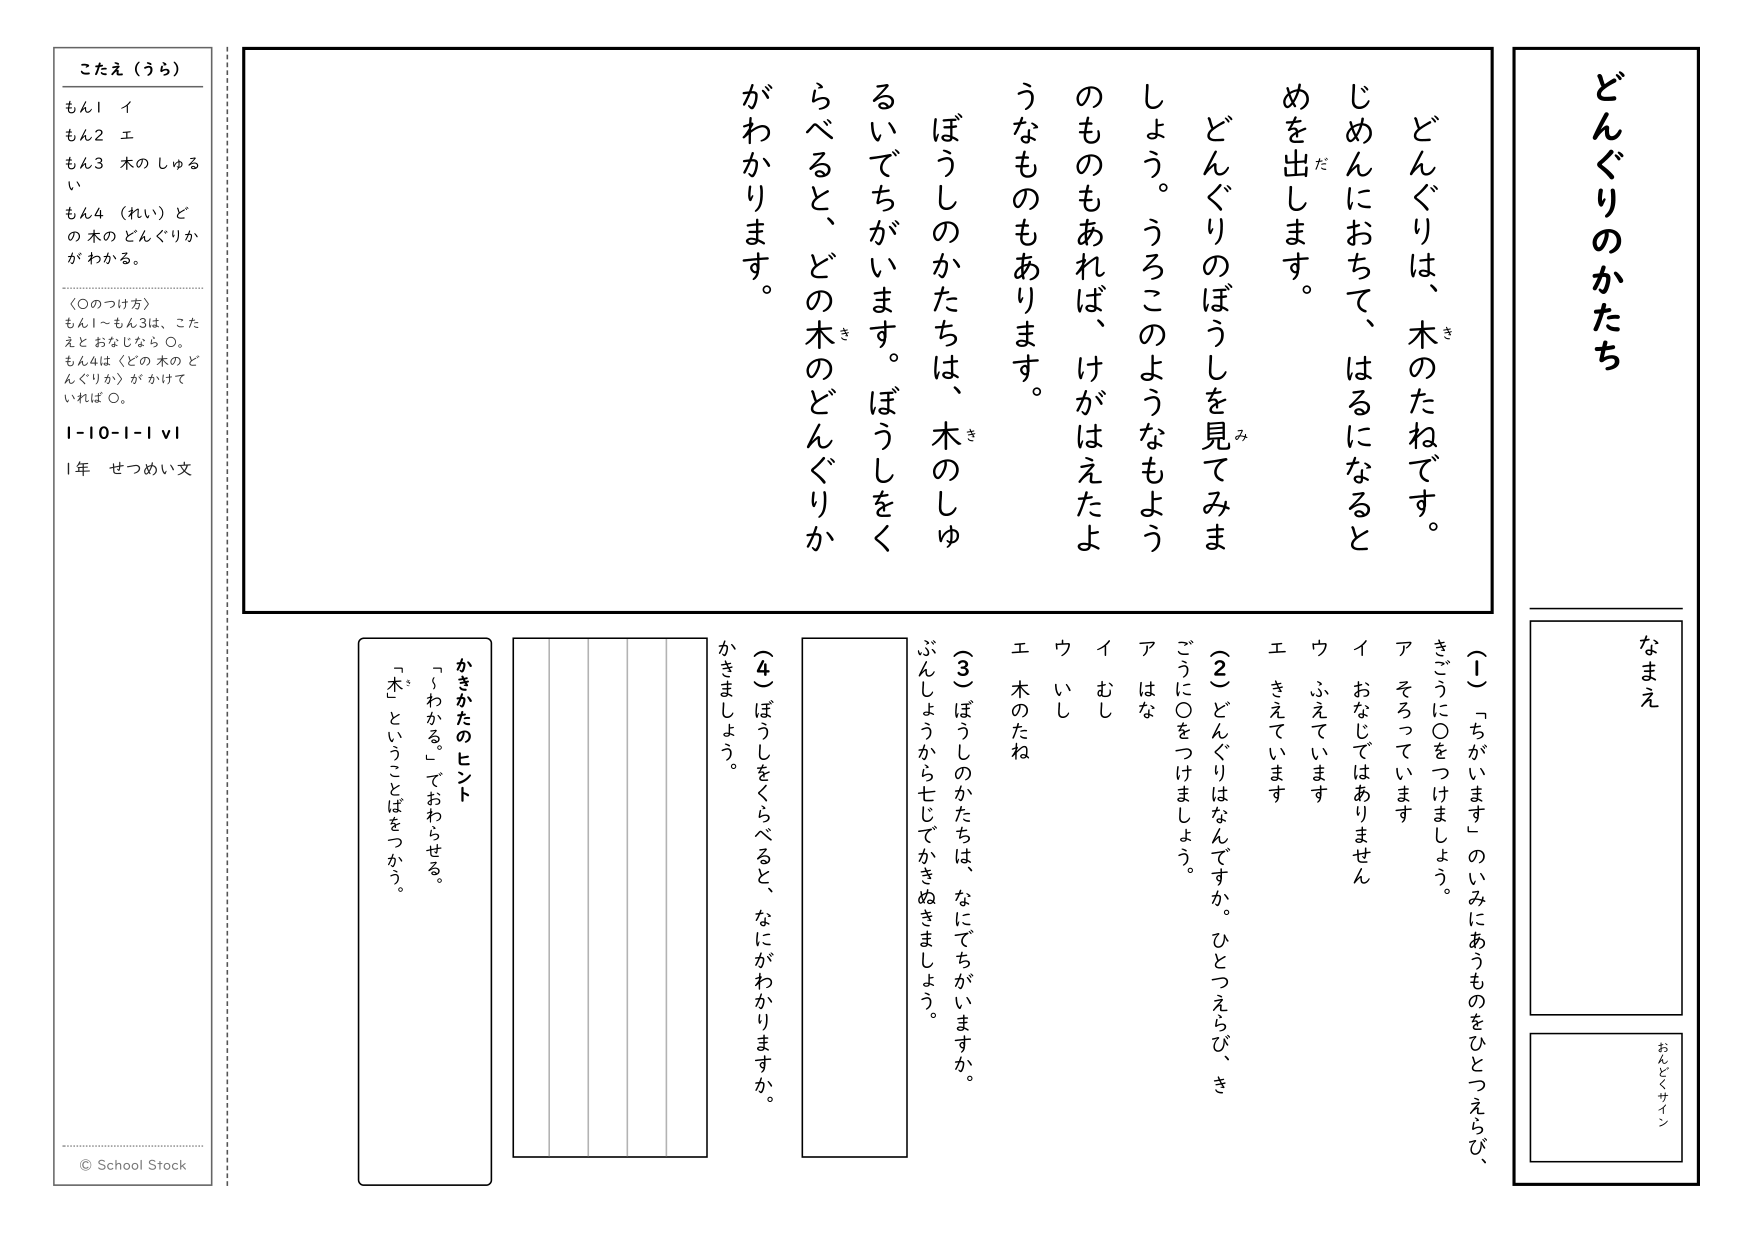 どんぐりのかたち
なまえ
おんどくサイン
どんぐりは、木のたねです。
じめんにおちて、はるになると
めを出します。
どんぐりのぼうしを見てみま
しょう。うろこのようなもよう
のものもあれば、けがはえたよ
うなものもあります。
ぼうしのかたちは、木のしゅ
るいでちがいます。ぼうしをく
らべると、どの木のどんぐりか
がわかります。
(1)「ちがいます」のいみにあうものをひとつえらび、
きごうに○をつけましょう。
ア そろっています
イ おなじではありません
ウ ふえています
エ きえています
(2)どんぐりはなんですか。ひとつえらび、き
ごうに○をつけましょう。
ア はな
イ むし
ウ いし
エ 木のたね
(3)ぼうしのかたちは、なにでちがいますか。
ぶんしょうから七じでかきぬきましょう。
(4)ぼうしをくらべると、なにがわかりますか。
かきましょう。
かきかたの ヒント
「〜わかる。」でおわらせる。
「木」ということばをつかう。
こたえ（うら）
もん1 イ
もん2 エ
もん3 木の しゅる
い
もん4 （れい）ど
の 木の どんぐりか
が わかる。
〈○のつけ方〉
もん1～もん3は、こた
えと おなじなら ○。
もん4は〈どの 木の ど
んぐりか〉が かけて
いれば ○。
1-10-1-1 v1
1年 せつめい文
© School Stock